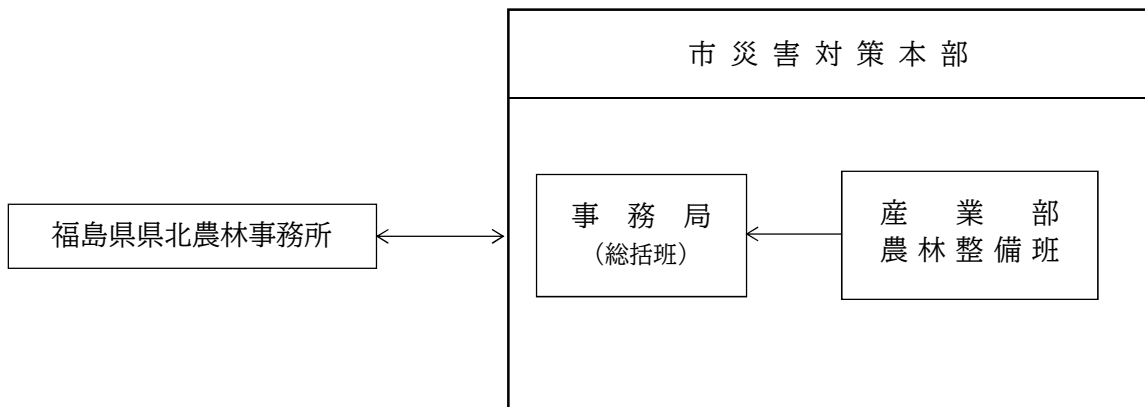 市災害対策本部
福島県県北農林事務所
事務局
（総括班）
産業部
農林整備班